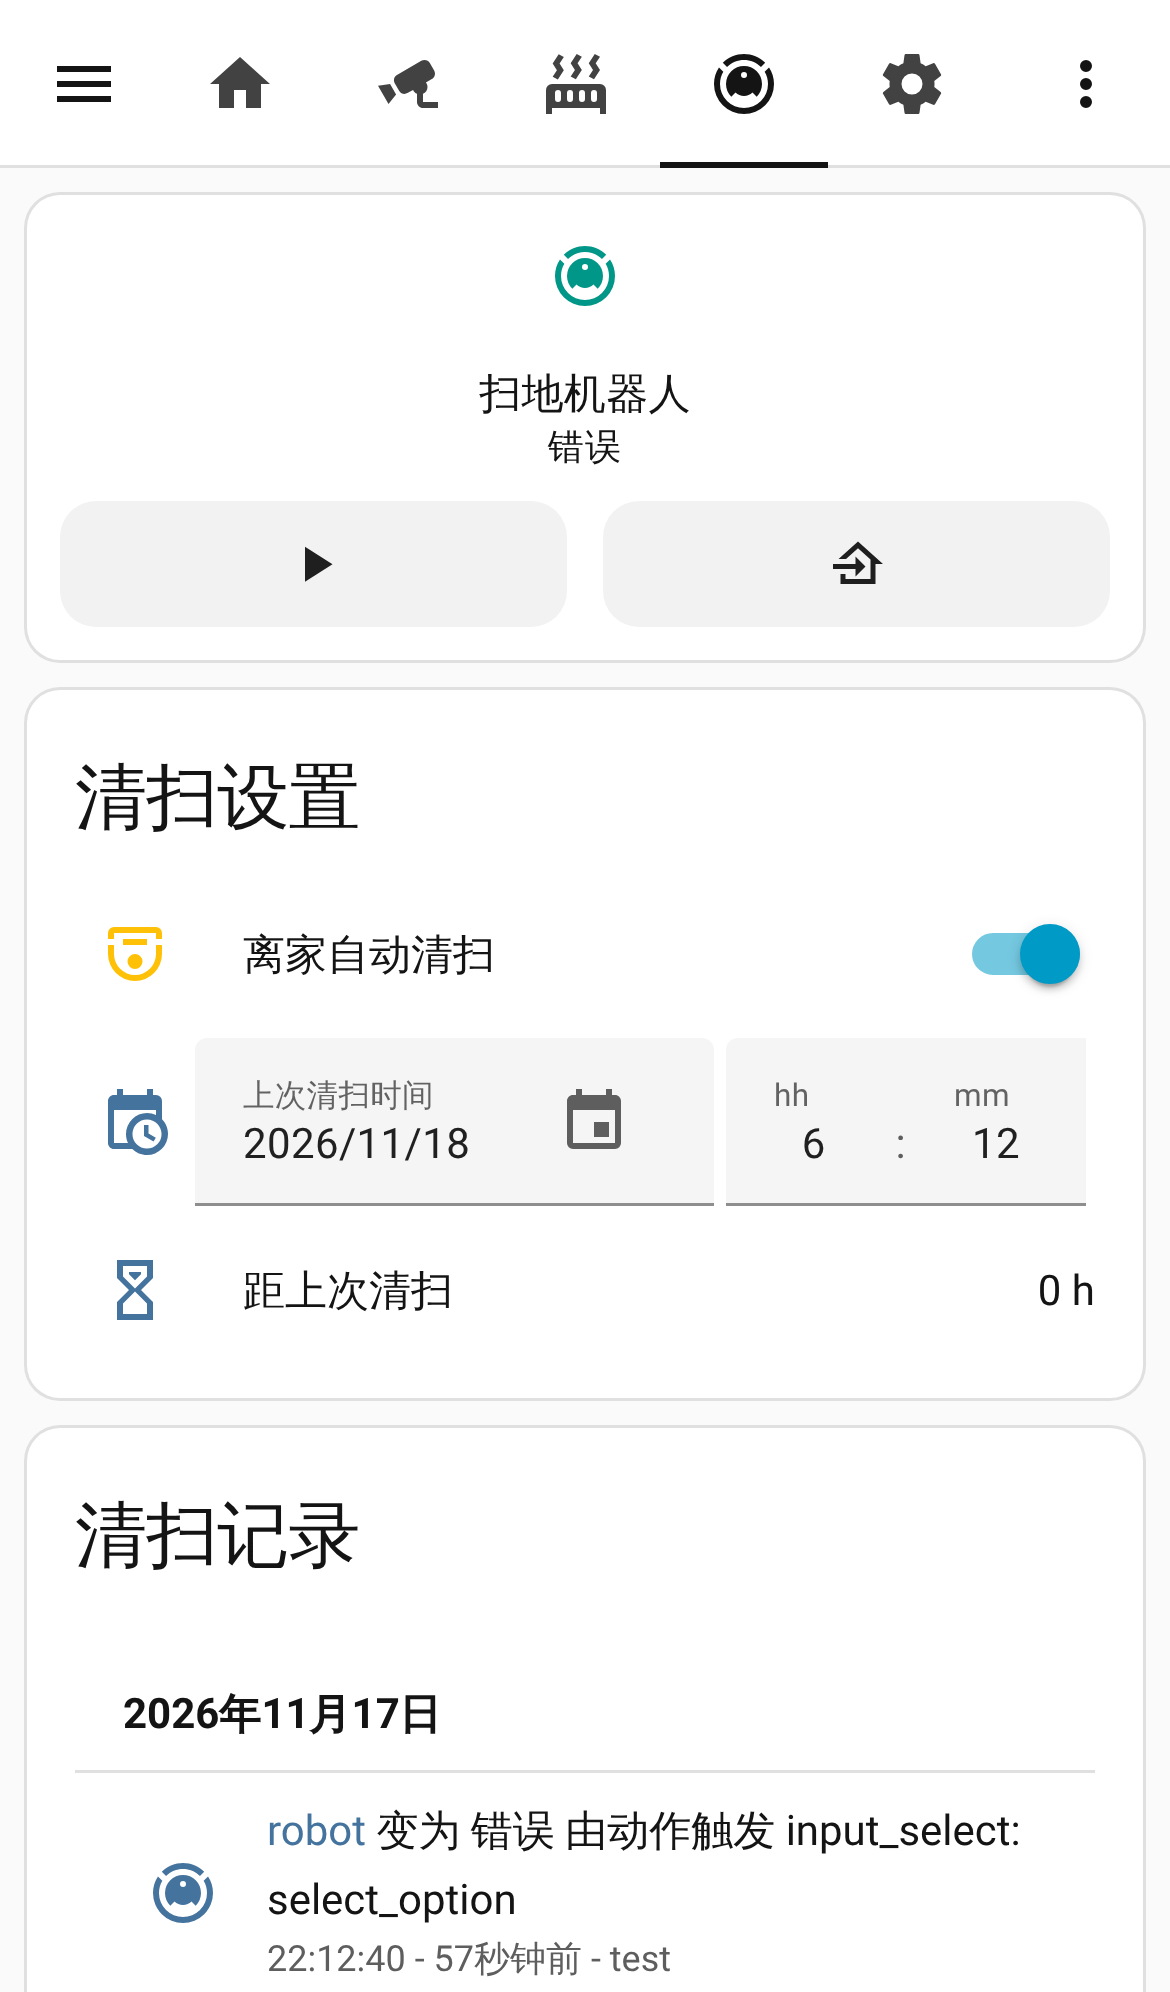 扫地机器人
错误
清扫设置
离家自动清扫
上次清扫时间
2026/11/18
hh
mm
6 : 12
距上次清扫
0 h
清扫记录
2026年11月17日
robot 变为 错误 由动作触发 input_select:
select_option
22:12:40 - 57秒钟前 - test